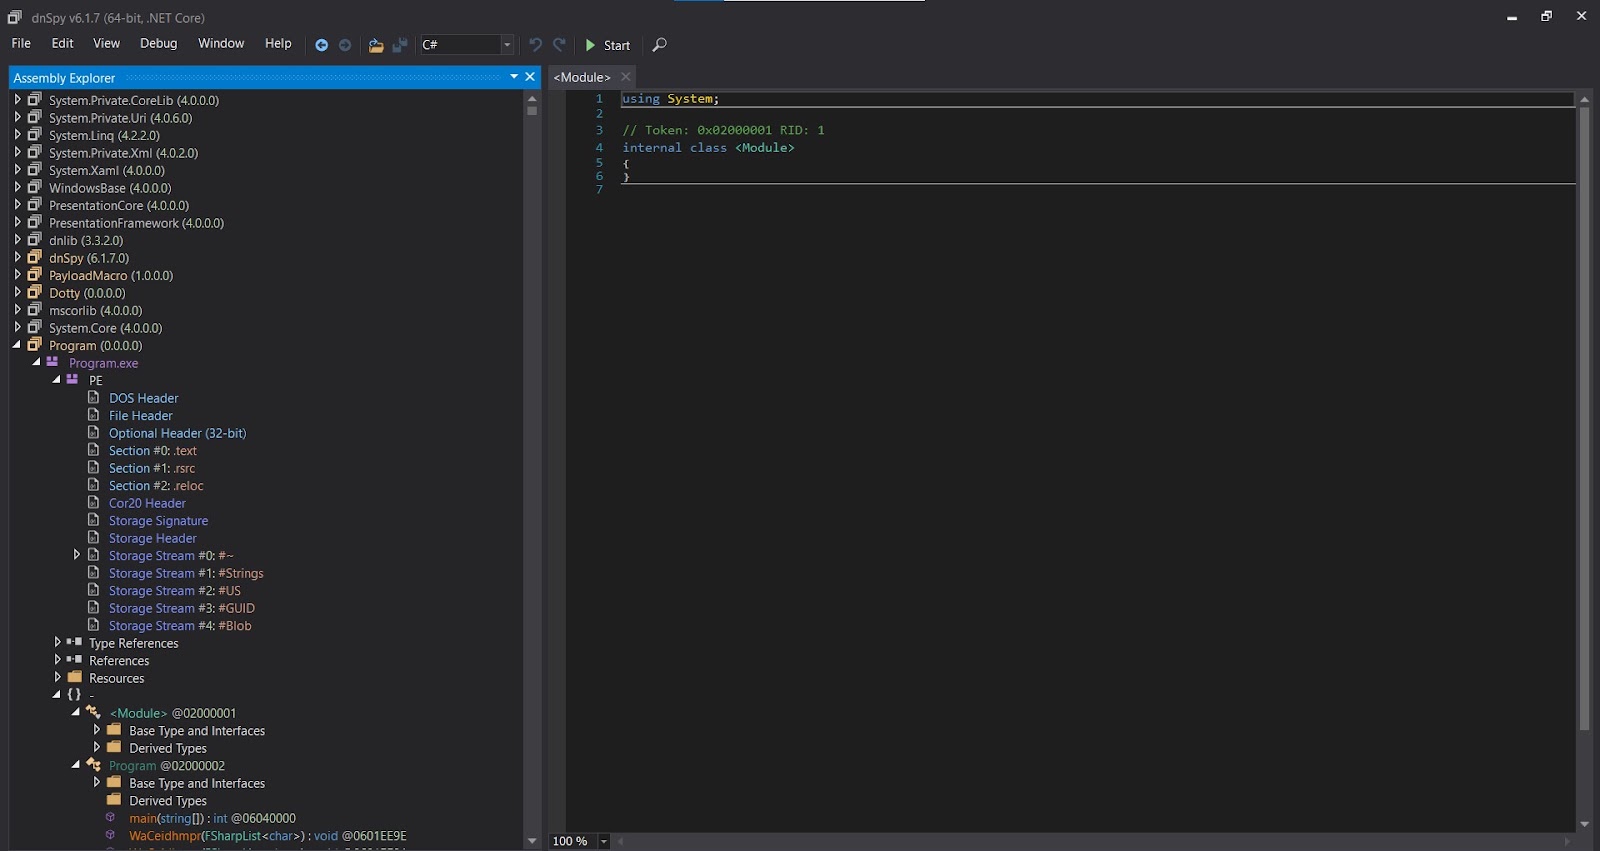 dnSpy v6.1.7 (64-bit, .NET Core)
File Edit View Debug Window Help C# Start
Assembly Explorer
System.Private.CoreLib (4.0.0.0)
System.Private.Uri (4.0.6.0)
System.Linq (4.2.2.0)
System.Private.Xml (4.0.2.0)
System.Xaml (4.0.0.0)
WindowsBase (4.0.0.0)
PresentationCore (4.0.0.0)
PresentationFramework (4.0.0.0)
dnlib (3.3.2.0)
dnSpy (6.1.7.0)
PayloadMacro (1.0.0.0)
Dotty (0.0.0.0)
mscorlib (4.0.0.0)
System.Core (4.0.0.0)
Program (0.0.0.0)
Program.exe
PE
DOS Header
File Header
Optional Header (32-bit)
Section #0: .text
Section #1: .rsrc
Section #2: .reloc
Cor20 Header
Storage Signature
Storage Header
Storage Stream #0: #~
Storage Stream #1: #Strings
Storage Stream #2: #US
Storage Stream #3: #GUID
Storage Stream #4: #Blob
Type References
References
Resources
{ } -
<Module> @02000001
Base Type and Interfaces
Derived Types
Program @02000002
Base Type and Interfaces
Derived Types
main(string[]) : int @06040000
WaCeidhmpr(FSharpList<char>) : void @0601EE9E
<Module>
1 using System;
2
3 // Token: 0x02000001 RID: 1
4 internal class <Module>
5 {
6 }
7
100 %